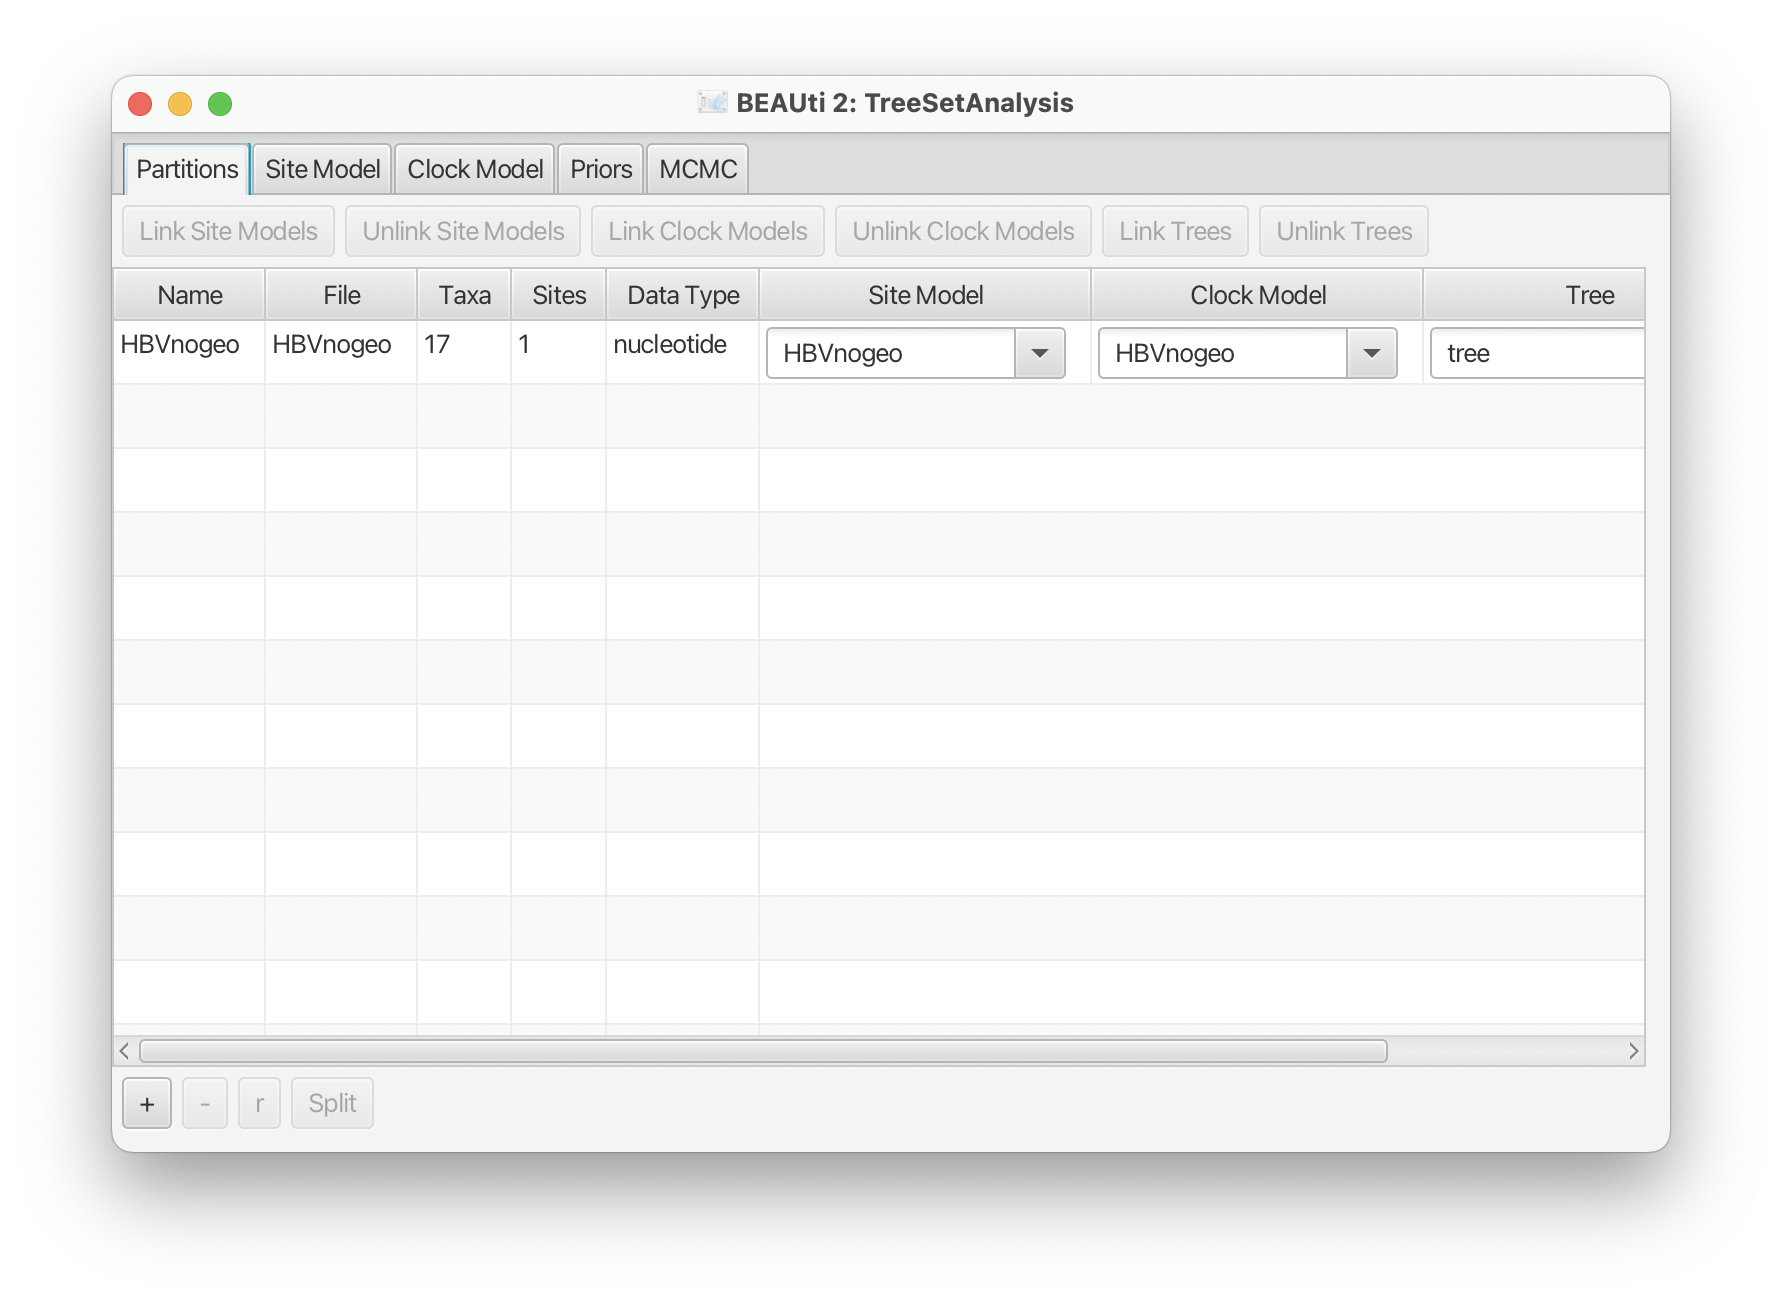 BEAUti 2: TreeSetAnalysis
Partitions Site Model Clock Model Priors MCMC
Link Site Models Unlink Site Models Link Clock Models Unlink Clock Models Link Trees Unlink Trees
Name File Taxa Sites Data Type Site Model Clock Model Tree
HBVnogeo HBVnogeo 17 1 nucleotide HBVnogeo HBVnogeo tree
+ - r Split